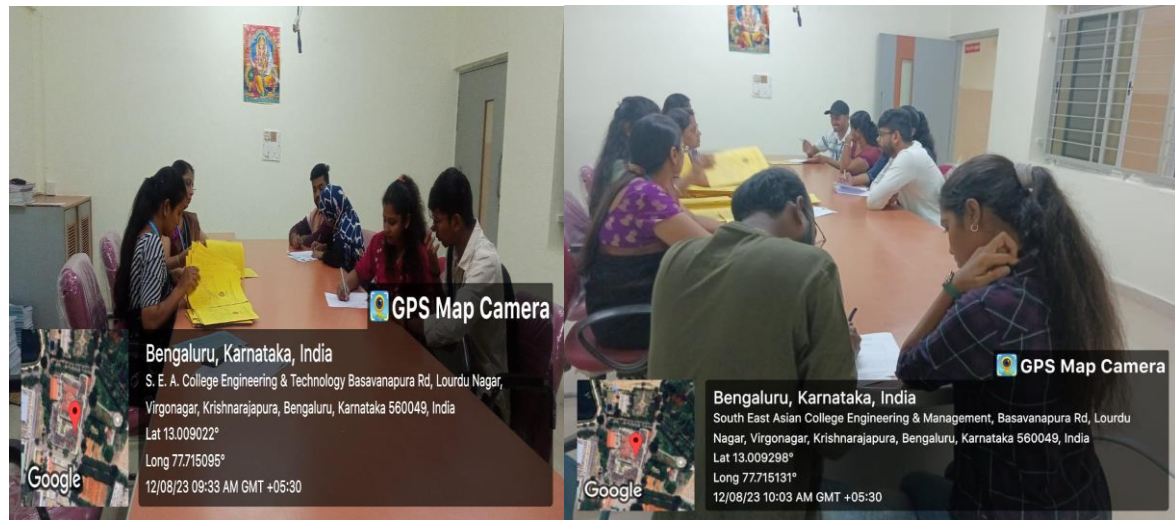 GPS Map Camera
Bengaluru, Karnataka, India
S. E. A. College Engineering & Technology Basavanapura Rd, Lourdu Nagar,
Virgonagar, Krishnarajapura, Bengaluru, Karnataka 560049, India
Lat 13.009022°
Long 77.715095°
12/08/23 09:33 AM GMT +05:30
Google
GPS Map Camera
Bengaluru, Karnataka, India
South East Asian College Engineering & Management, Basavanapura Rd, Lourdu
Nagar, Virgonagar, Krishnarajapura, Bengaluru, Karnataka 560049, India
Lat 13.009298°
Long 77.715131°
12/08/23 10:03 AM GMT +05:30
Google